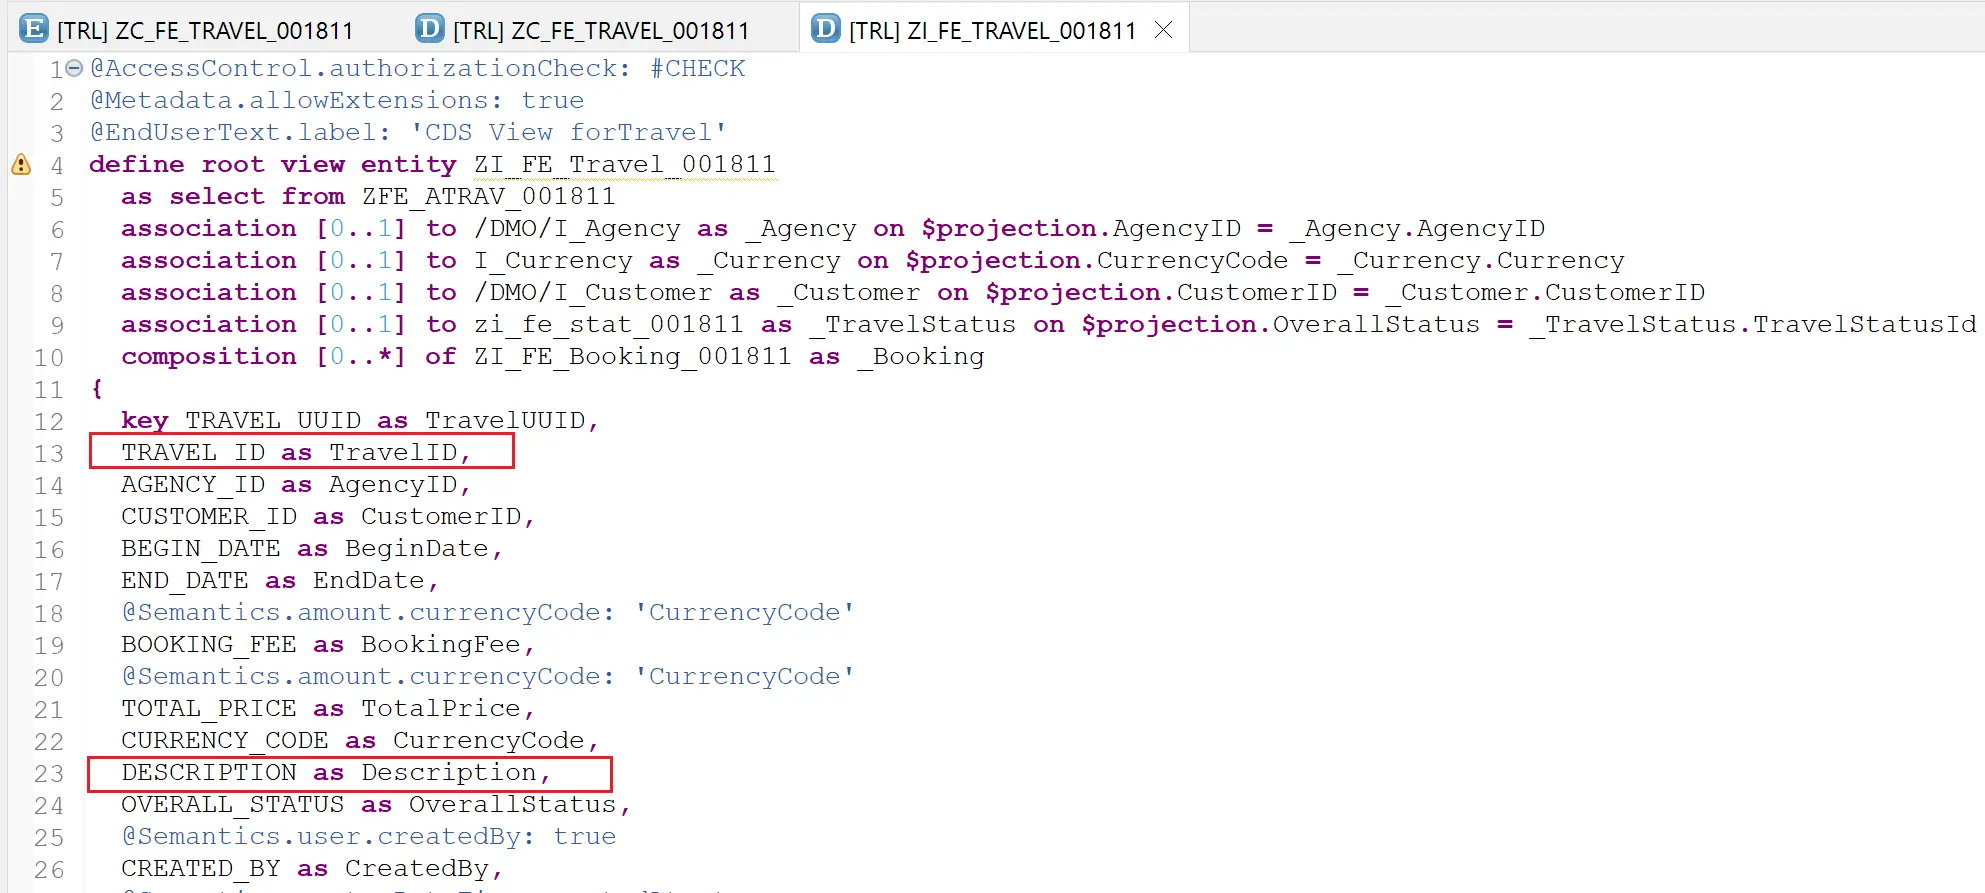 E [TRL] ZC_FE_TRAVEL_001811 D [TRL] ZC_FE_TRAVEL_001811 D [TRL] ZI_FE_TRAVEL_001811
1 @AccessControl.authorizationCheck: #CHECK
2 @Metadata.allowExtensions: true
3 @EndUserText.label: 'CDS View forTravel'
4 define root view entity ZI_FE_Travel_001811
5 as select from ZFE_ATRAV_001811
6 association [0..1] to /DMO/I_Agency as _Agency on $projection.AgencyID = _Agency.AgencyID
7 association [0..1] to I_Currency as _Currency on $projection.CurrencyCode = _Currency.Currency
8 association [0..1] to /DMO/I_Customer as _Customer on $projection.CustomerID = _Customer.CustomerID
9 association [0..1] to zi_fe_stat_001811 as _TravelStatus on $projection.OverallStatus = _TravelStatus.TravelStatusId
10 composition [0..*] of ZI_FE_Booking_001811 as _Booking
11 {
12 key TRAVEL_UUID as TravelUUID,
13 TRAVEL_ID as TravelID,
14 AGENCY_ID as AgencyID,
15 CUSTOMER_ID as CustomerID,
16 BEGIN_DATE as BeginDate,
17 END_DATE as EndDate,
18 @Semantics.amount.currencyCode: 'CurrencyCode'
19 BOOKING_FEE as BookingFee,
20 @Semantics.amount.currencyCode: 'CurrencyCode'
21 TOTAL_PRICE as TotalPrice,
22 CURRENCY_CODE as CurrencyCode,
23 DESCRIPTION as Description,
24 OVERALL_STATUS as OverallStatus,
25 @Semantics.user.createdBy: true
26 CREATED_BY as CreatedBy,